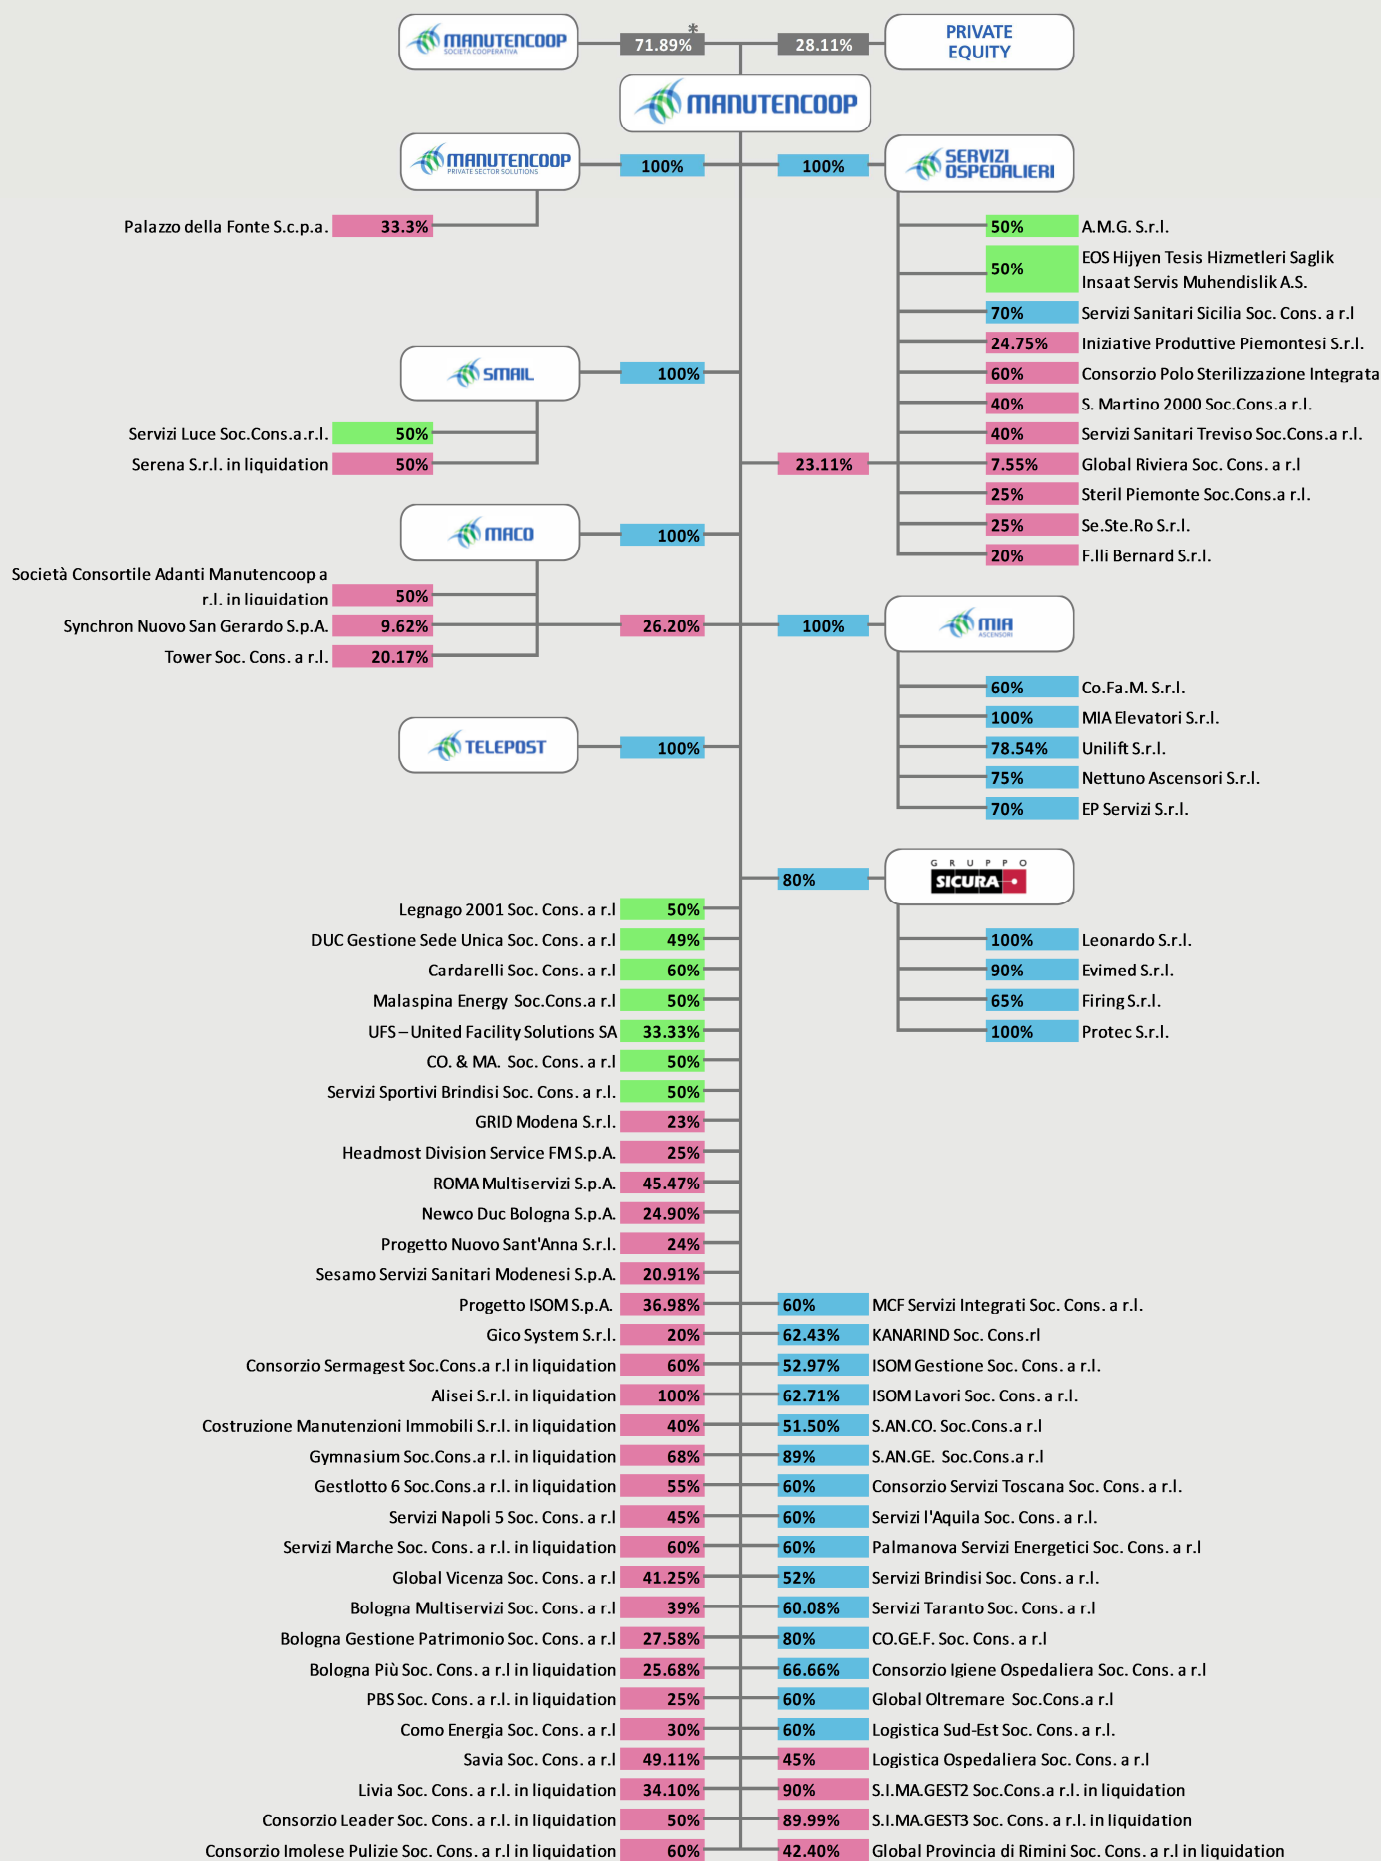 MANUTENCOOP
SOCIETÀ COOPERATIVA
71.89%
*
28.11%
PRIVATE
EQUITY
MANUTENCOOP
MANUTENCOOP
PRIVATE SECTOR SOLUTIONS
100%
100%
SERVIZI
OSPEDALIERI
Palazzo della Fonte S.c.p.a. 33.3%
50% A.M.G. S.r.l.
50%
EOS Hijyen Tesis Hizmetleri Saglik
Insaat Servis Muhendislik A.S.
70% Servizi Sanitari Sicilia Soc. Cons. a r.l
24.75% Iniziative Produttive Piemontesi S.r.l.
60% Consorzio Polo Sterilizzazione Integrata
40% S. Martino 2000 Soc.Cons.a r.l.
40% Servizi Sanitari Treviso Soc.Cons.a r.l.
23.11%
7.55% Global Riviera Soc. Cons. a r.l
25% Steril Piemonte Soc.Cons.a r.l.
25% Se.Ste.Ro S.r.l.
20% F.lli Bernard S.r.l.
SMAIL
100%
Servizi Luce Soc.Cons.a.r.l. 50%
Serena S.r.l. in liquidation 50%
MACO
100%
Società Consortile Adanti Manutencoop a
r.l. in liquidation 50%
Synchron Nuovo San Gerardo S.p.A. 9.62%
26.20%
Tower Soc. Cons. a r.l. 20.17%
100%
MIA
ASCENSORI
60% Co.Fa.M. S.r.l.
100% MIA Elevatori S.r.l.
78.54% Unilift S.r.l.
75% Nettuno Ascensori S.r.l.
70% EP Servizi S.r.l.
TELEPOST
100%
80%
GRUPPO
SICURA
100% Leonardo S.r.l.
90% Evimed S.r.l.
65% Firing S.r.l.
100% Protec S.r.l.
Legnago 2001 Soc. Cons. a r.l 50%
DUC Gestione Sede Unica Soc. Cons. a r.l 49%
Cardarelli Soc. Cons. a r.l 60%
Malaspina Energy Soc.Cons.a r.l 50%
UFS – United Facility Solutions SA 33.33%
CO. & MA. Soc. Cons. a r.l 50%
Servizi Sportivi Brindisi Soc. Cons. a r.l. 50%
GRID Modena S.r.l. 23%
Headmost Division Service FM S.p.A. 25%
ROMA Multiservizi S.p.A. 45.47%
Newco Duc Bologna S.p.A. 24.90%
Progetto Nuovo Sant'Anna S.r.l. 24%
Sesamo Servizi Sanitari Modenesi S.p.A. 20.91%
Progetto ISOM S.p.A. 36.98% 60% MCF Servizi Integrati Soc. Cons. a r.l.
Gico System S.r.l. 20% 62.43% KANARIND Soc. Cons.rl
Consorzio Sermagest Soc.Cons.a r.l in liquidation 60% 52.97% ISOM Gestione Soc. Cons. a r.l.
Alisei S.r.l. in liquidation 100% 62.71% ISOM Lavori Soc. Cons. a r.l.
Costruzione Manutenzioni Immobili S.r.l. in liquidation 40% 51.50% S.AN.CO. Soc.Cons.a r.l
Gymnasium Soc.Cons.a r.l. in liquidation 68% 89% S.AN.GE. Soc.Cons.a r.l
Gestlotto 6 Soc.Cons.a r.l. in liquidation 55% 60% Consorzio Servizi Toscana Soc. Cons. a r.l.
Servizi Napoli 5 Soc. Cons. a r.l 45% 60% Servizi l'Aquila Soc. Cons. a r.l.
Servizi Marche Soc. Cons. a r.l. in liquidation 60% 60% Palmanova Servizi Energetici Soc. Cons. a r.l
Global Vicenza Soc. Cons. a r.l 41.25% 52% Servizi Brindisi Soc. Cons. a r.l.
Bologna Multiservizi Soc. Cons. a r.l 39% 60.08% Servizi Taranto Soc. Cons. a r.l
Bologna Gestione Patrimonio Soc. Cons. a r.l 27.58% 80% CO.GE.F. Soc. Cons. a r.l
Bologna Più Soc. Cons. a r.l in liquidation 25.68% 66.66% Consorzio Igiene Ospedaliera Soc. Cons. a r.l
PBS Soc. Cons. a r.l. in liquidation 25% 60% Global Oltremare Soc.Cons.a r.l
Como Energia Soc. Cons. a r.l 30% 60% Logistica Sud-Est Soc. Cons. a r.l.
Savia Soc. Cons. a r.l 49.11% 45% Logistica Ospedaliera Soc. Cons. a r.l
Livia Soc. Cons. a r.l. in liquidation 34.10% 90% S.I.MA.GEST2 Soc.Cons.a r.l. in liquidation
Consorzio Leader Soc. Cons. a r.l. in liquidation 50% 89.99% S.I.MA.GEST3 Soc. Cons. a r.l. in liquidation
Consorzio Imolese Pulizie Soc. Cons. a r.l in liquidation 60% 42.40% Global Provincia di Rimini Soc. Cons. a r.l in liquidation